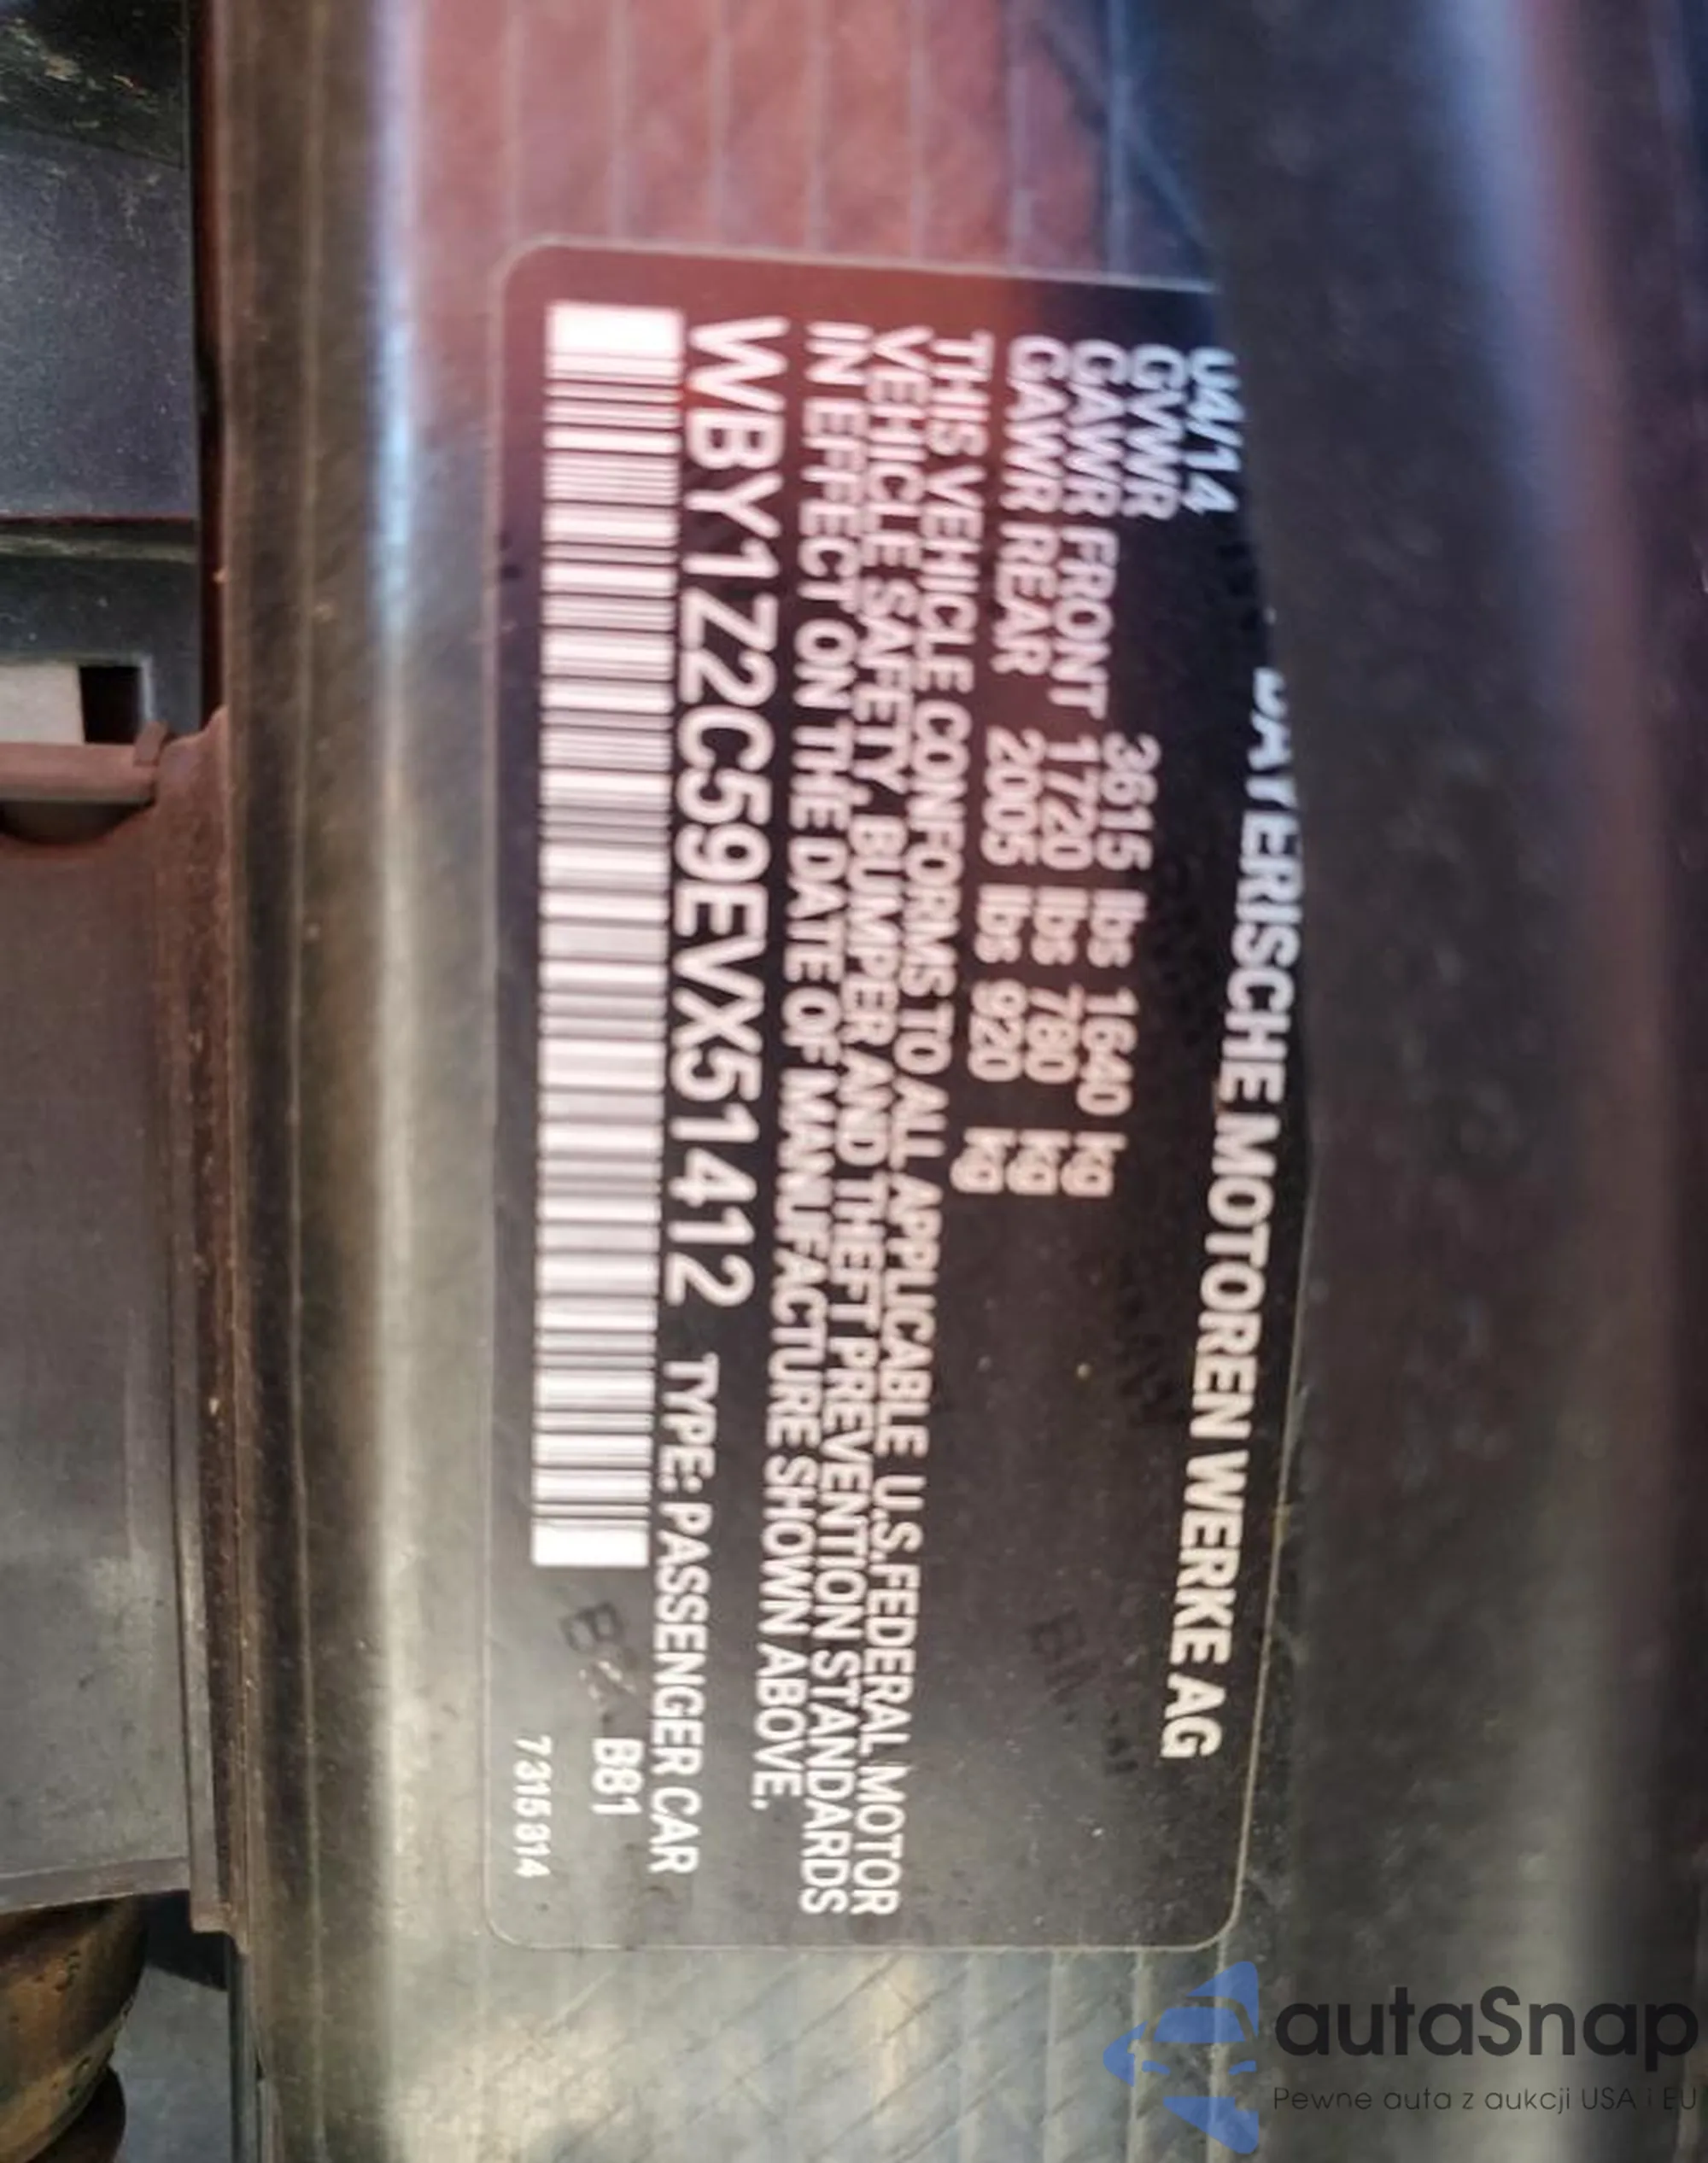 BAYERISCHE MOTOREN WERKE AG
04/14
GVWR 3615 lbs 1640 kg
GAWR FRONT 1720 lbs 780 kg
GAWR REAR 2005 lbs 920 kg
THIS VEHICLE CONFORMS TO ALL APPLICABLE U.S.FEDERAL MOTOR
VEHICLE SAFETY, BUMPER AND THEFT PREVENTION STANDARDS
IN EFFECT ON THE DATE OF MANUFACTURE SHOWN ABOVE.
WBY1Z2C59EVX51412 TYPE: PASSENGER CAR
B81
7315814
autaSnap
Pewne auta z aukcji USA i EU